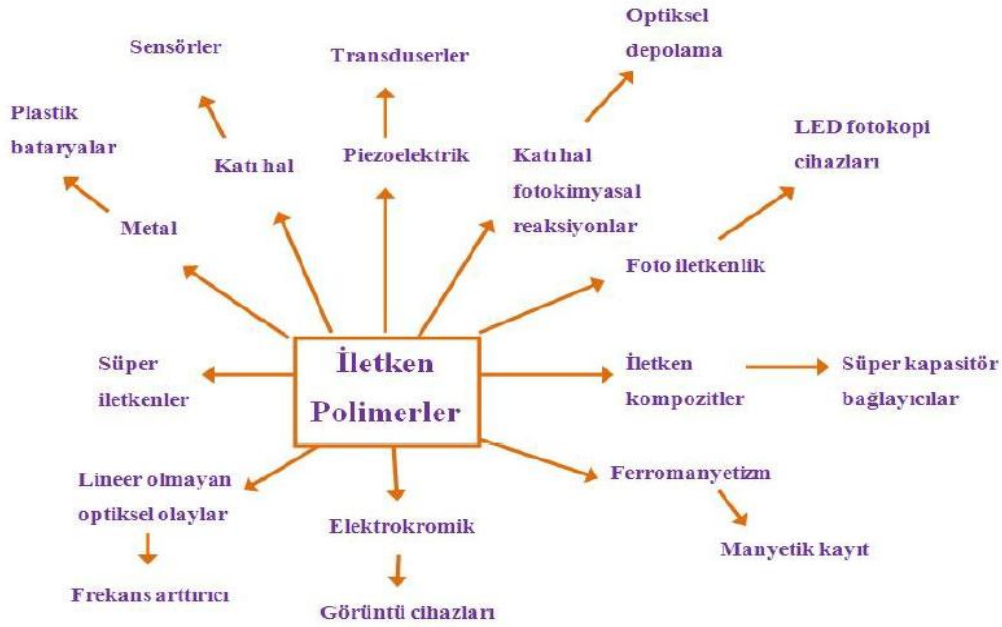 Optiksel
depolama
Sensörler
Transduserler
Plastik
bataryalar
LED fotokopi
cihazları
Katı hal
Piezoelektrik
Katı hal
fotokimyasal
reaksiyonlar
Metal
Foto iletkenlik
Süper
iletkenler
İletken
Polimerler
İletken
kompozitler
Süper kapasitör
bağlayıcılar
Lineer olmayan
optiksel olaylar
Ferromanyetizm
Elektrokromik
Manyetik kayıt
Frekans arttırıcı
Görüntü cihazları